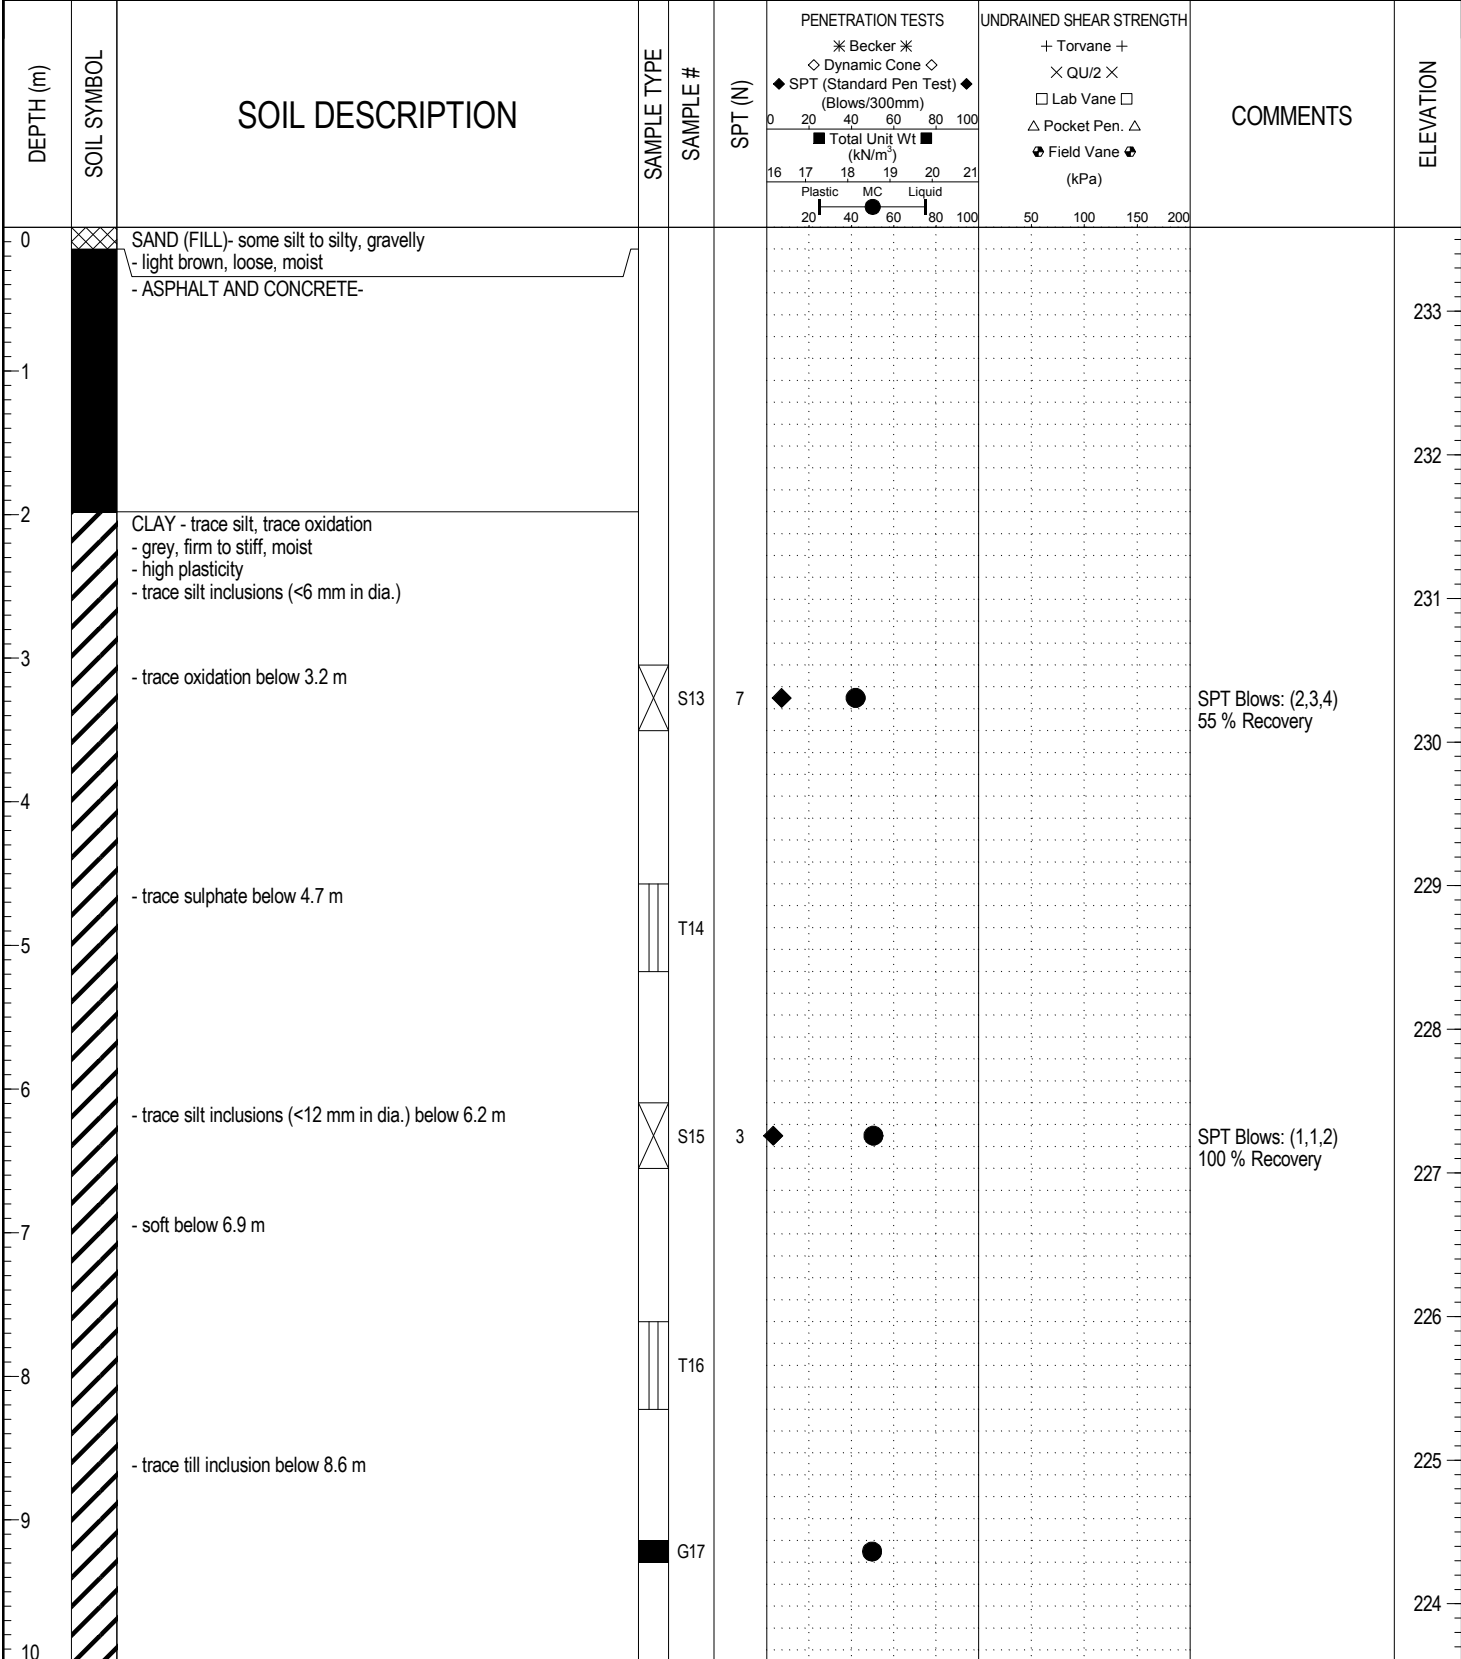 DEPTH (m)
SOIL SYMBOL
SOIL DESCRIPTION
SAMPLE TYPE
SAMPLE #
SPT (N)
PENETRATION TESTS
✳ Becker ✳
◇ Dynamic Cone ◇
◆ SPT (Standard Pen Test) ◆
(Blows/300mm)
0 20 40 60 80 100
■ Total Unit Wt ■
(kN/m³)
16 17 18 19 20 21
Plastic MC Liquid
20 40 60 80 100
UNDRAINED SHEAR STRENGTH
+ Torvane +
× QU/2 ×
□ Lab Vane □
△ Pocket Pen. △
Field Vane
(kPa)
50 100 150 200
COMMENTS
ELEVATION
0
SAND (FILL)- some silt to silty, gravelly
- light brown, loose, moist
- ASPHALT AND CONCRETE-
233
1
232
2
CLAY - trace silt, trace oxidation
- grey, firm to stiff, moist
- high plasticity
- trace silt inclusions (<6 mm in dia.)
231
3
- trace oxidation below 3.2 m
S13 7 SPT Blows: (2,3,4)
55 % Recovery
230
4
229
- trace sulphate below 4.7 m
T14
5
228
6
- trace silt inclusions (<12 mm in dia.) below 6.2 m
S15 3 SPT Blows: (1,1,2)
100 % Recovery
227
- soft below 6.9 m
7
226
T16
8
225
- trace till inclusion below 8.6 m
9
G17
224
10